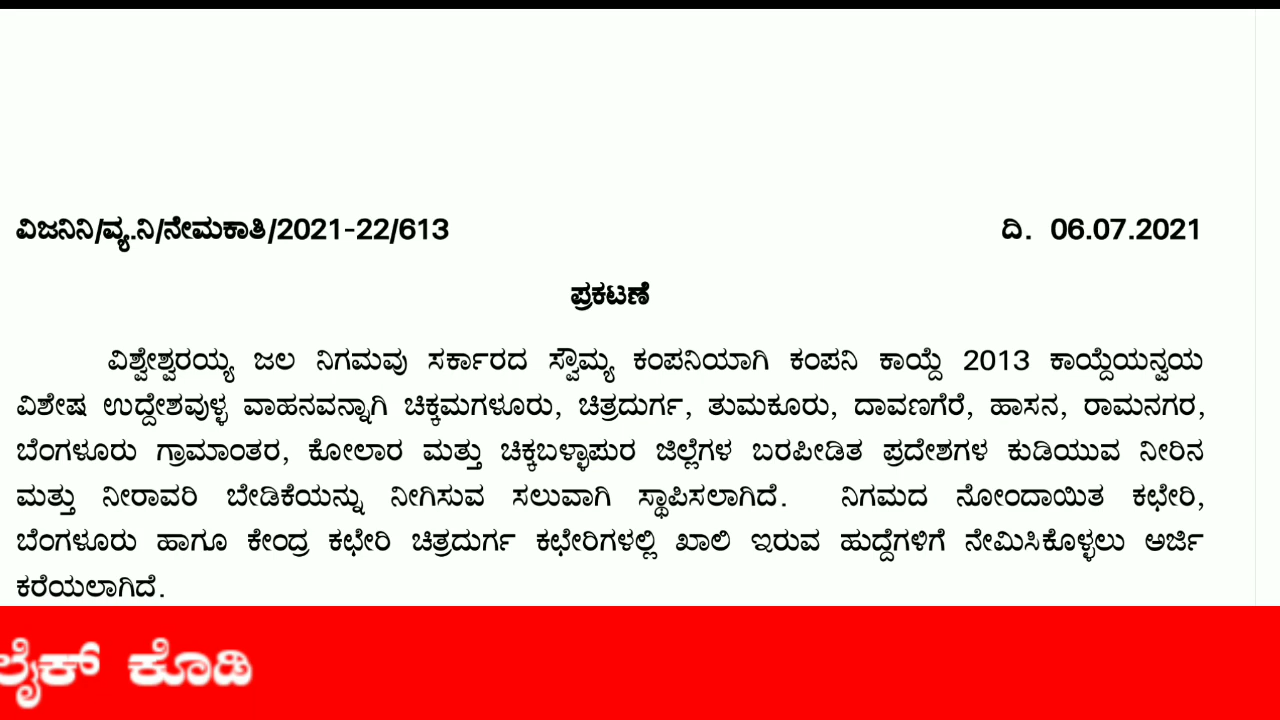 ವಿಜನಿನಿ/ವ್ಯ.ನಿ/ನೇಮಕಾತಿ/2021-22/613 ದಿ. 06.07.2021
ಪ್ರಕಟಣೆ
ವಿಶ್ವೇಶ್ವರಯ್ಯ ಜಲ ನಿಗಮವು ಸರ್ಕಾರದ ಸ್ವೌಮ್ಯ ಕಂಪನಿಯಾಗಿ ಕಂಪನಿ ಕಾಯ್ದೆ 2013 ಕಾಯ್ದೆಯನ್ವಯ
ವಿಶೇಷ ಉದ್ದೇಶವುಳ್ಳ ವಾಹನವನ್ನಾಗಿ ಚಿಕ್ಕಮಗಳೂರು, ಚಿತ್ರದುರ್ಗ, ತುಮಕೂರು, ದಾವಣಗೆರೆ, ಹಾಸನ, ರಾಮನಗರ,
ಬೆಂಗಳೂರು ಗ್ರಾಮಾಂತರ, ಕೋಲಾರ ಮತ್ತು ಚಿಕ್ಕಬಳ್ಳಾಪುರ ಜಿಲ್ಲೆಗಳ ಬರಪೀಡಿತ ಪ್ರದೇಶಗಳ ಕುಡಿಯುವ ನೀರಿನ
ಮತ್ತು ನೀರಾವರಿ ಬೇಡಿಕೆಯನ್ನು ನೀಗಿಸುವ ಸಲುವಾಗಿ ಸ್ಥಾಪಿಸಲಾಗಿದೆ. ನಿಗಮದ ನೋಂದಾಯಿತ ಕಛೇರಿ,
ಬೆಂಗಳೂರು ಹಾಗೂ ಕೇಂದ್ರ ಕಛೇರಿ ಚಿತ್ರದುರ್ಗ ಕಛೇರಿಗಳಲ್ಲಿ ಖಾಲಿ ಇರುವ ಹುದ್ದೆಗಳಿಗೆ ನೇಮಿಸಿಕೊಳ್ಳಲು ಅರ್ಜಿ
ಕರೆಯಲಾಗಿದೆ.
ಲೈಕ್ ಕೊಡಿ